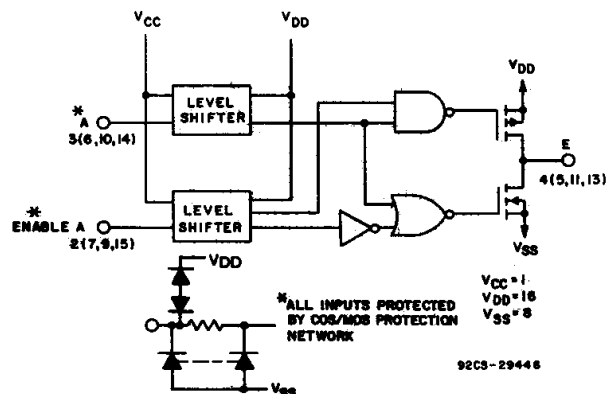 VCC
VDD
*
A
3(6,10,14)
LEVEL
SHIFTER
VDD
E
4(5,11,13)
*
ENABLE A
2(7,9,15)
LEVEL
SHIFTER
VSS
VDD
*ALL INPUTS PROTECTED
BY COS/MOS PROTECTION
NETWORK
VCC=1
VDD=16
VSS=8
VSS
92CS-29446